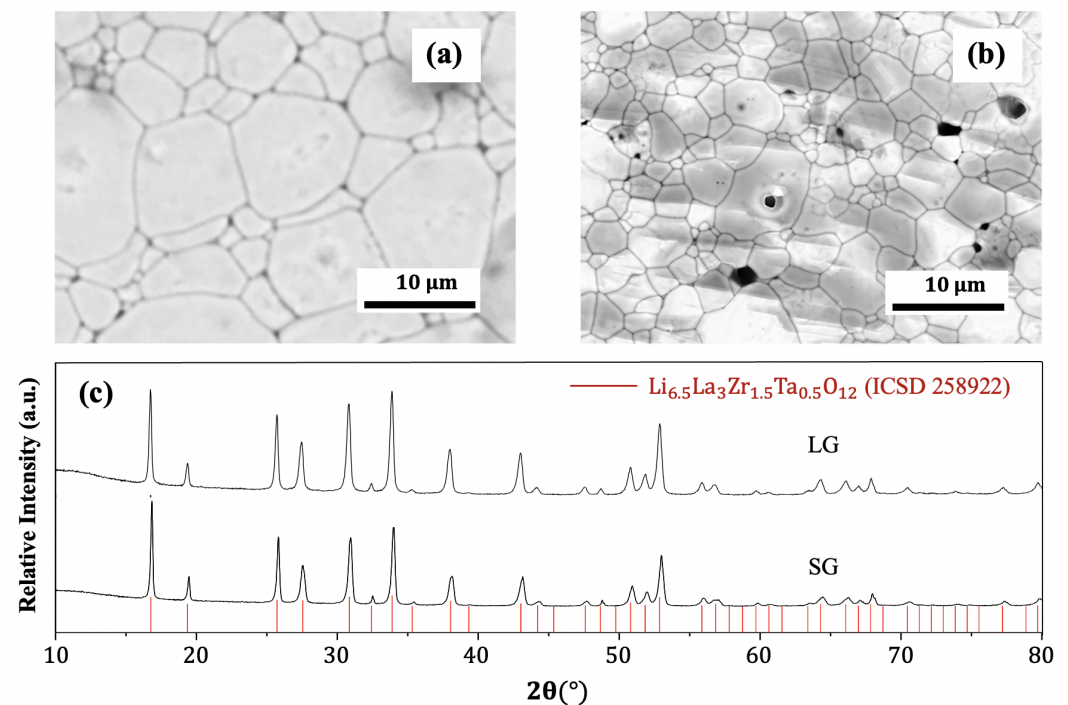 (a)
(b)
10 μm
10 μm
(c)
Li6.5La3Zr1.5Ta0.5O12 (ICSD 258922)
LG
SG
Relative Intensity (a.u.)
10 20 30 40 50 60 70 80
2θ(°)